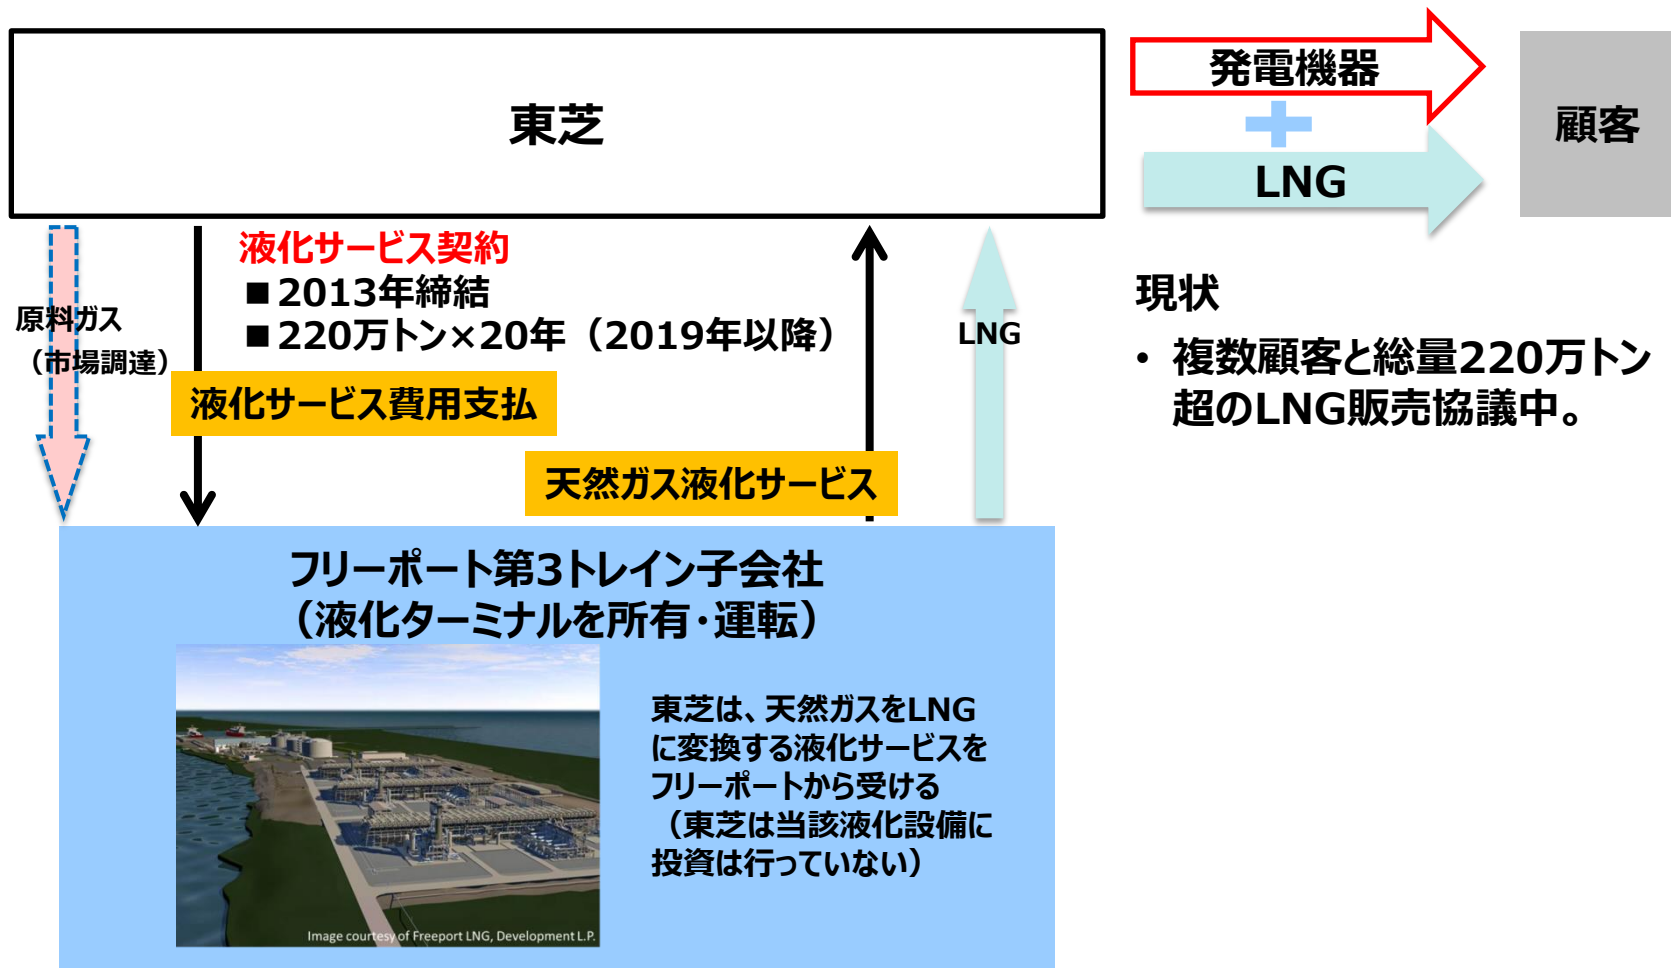 東芝
発電機器
LNG
顧客
液化サービス契約
■2013年締結
■220万トン×20年（2019年以降）
原料ガス
（市場調達）
LNG
液化サービス費用支払
天然ガス液化サービス
現状
• 複数顧客と総量220万トン
超のLNG販売協議中。
フリーポート第3トレイン子会社
（液化ターミナルを所有・運転）
東芝は、天然ガスをLNG
に変換する液化サービスを
フリーポートから受ける
（東芝は当該液化設備に
投資は行っていない）
Image courtesy of Freeport LNG, Development L.P.